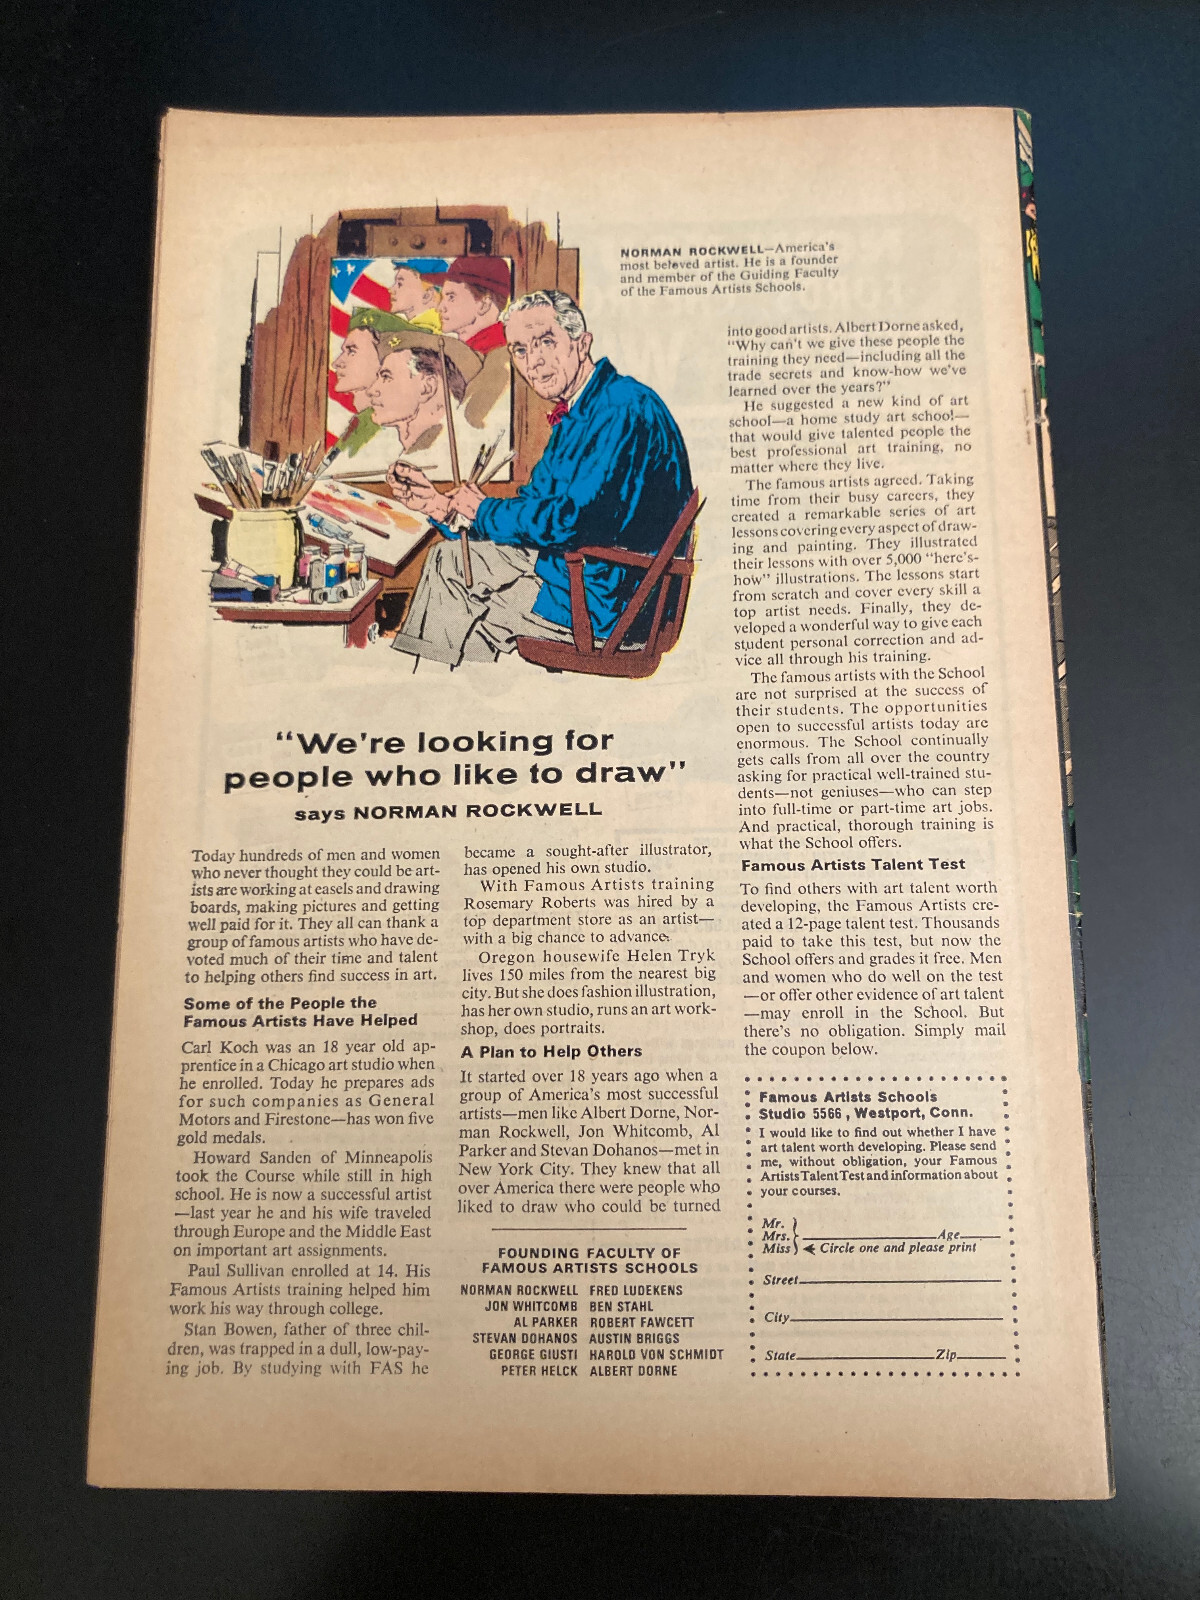 NORMAN ROCKWELL—America's
most beloved artist. He is a founder
and member of the Guiding Faculty
of the Famous Artists Schools.
"We're looking for
people who like to draw"
says NORMAN ROCKWELL
Today hundreds of men and women
who never thought they could be art-
ists are working at easels and drawing
boards, making pictures and getting
well paid for it. They all can thank a
group of famous artists who have de-
voted much of their time and talent
to helping others find success in art.
Some of the People the
Famous Artists Have Helped
Carl Koch was an 18 year old ap-
prentice in a Chicago art studio when
he enrolled. Today he prepares ads
for such companies as General
Motors and Firestone—has won five
gold medals.
Howard Sanden of Minneapolis
took the Course while still in high
school. He is now a successful artist
—last year he and his wife traveled
through Europe and the Middle East
on important art assignments.
Paul Sullivan enrolled at 14. His
Famous Artists training helped him
work his way through college.
Stan Bowen, father of three chil-
dren, was trapped in a dull, low-pay-
ing job. By studying with FAS he
became a sought-after illustrator,
has opened his own studio.
With Famous Artists training
Rosemary Roberts was hired by a
top department store as an artist—
with a big chance to advance.
Oregon housewife Helen Tryk
lives 150 miles from the nearest big
city. But she does fashion illustration,
has her own studio, runs an art work-
shop, does portraits.
A Plan to Help Others
It started over 18 years ago when a
group of America's most successful
artists—men like Albert Dorne, Nor-
man Rockwell, Jon Whitcomb, Al
Parker and Stevan Dohanos—met in
New York City. They knew that all
over America there were people who
liked to draw who could be turned
FOUNDING FACULTY OF
FAMOUS ARTISTS SCHOOLS
NORMAN ROCKWELL FRED LUDEKENS
JON WHITCOMB BEN STAHL
AL PARKER ROBERT FAWCETT
STEVAN DOHANOS AUSTIN BRIGGS
GEORGE GIUSTI HAROLD VON SCHMIDT
PETER HELCK ALBERT DORNE
into good artists. Albert Dorne asked,
"Why can't we give these people the
training they need—including all the
trade secrets and know-how we've
learned over the years?"
He suggested a new kind of art
school—a home study art school—
that would give talented people the
best professional art training, no
matter where they live.
The famous artists agreed. Taking
time from their busy careers, they
created a remarkable series of art
lessons covering every aspect of draw-
ing and painting. They illustrated
their lessons with over 5,000 "here's-
how" illustrations. The lessons start
from scratch and cover every skill a
top artist needs. Finally, they de-
veloped a wonderful way to give each
student personal correction and ad-
vice all through his training.
The famous artists with the School
are not surprised at the success of
their students. The opportunities
open to successful artists today are
enormous. The School continually
gets calls from all over the country
asking for practical well-trained stu-
dents—not geniuses—who can step
into full-time or part-time art jobs.
And practical, thorough training is
what the School offers.
Famous Artists Talent Test
To find others with art talent worth
developing, the Famous Artists cre-
ated a 12-page talent test. Thousands
paid to take this test, but now the
School offers and grades it free. Men
and women who do well on the test
—or offer other evidence of art talent
—may enroll in the School. But
there's no obligation. Simply mail
the coupon below.
Famous Artists Schools
Studio 5566, Westport, Conn.
I would like to find out whether I have
art talent worth developing. Please send
me, without obligation, your Famous
Artists Talent Test and information about
your courses.
Mr.
Mrs. Age
Miss Circle one and please print
Street
City
State Zip